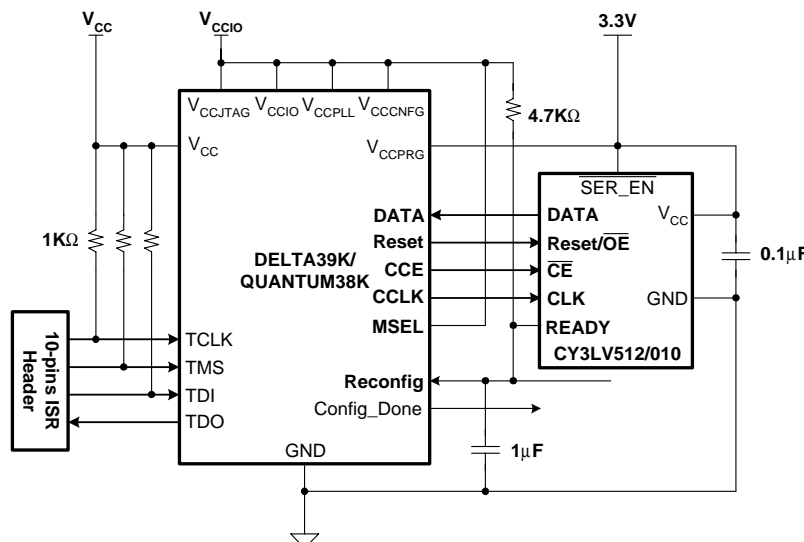 VCC
VCCIO
3.3V
VCCJTAG VCCIO VCCPLL VCCCNFG
4.7KΩ
VCC
VCCPRG
SER_EN
DATA
DATA
VCC
1KΩ
DELTA39K/
QUANTUM38K
Reset
Reset/OE
0.1µF
CCE
CE
CCLK
CLK
GND
MSEL
READY
CY3LV512/010
10-pins ISR
Header
TCLK
TMS
TDI
TDO
Reconfig
Config_Done
GND
1µF